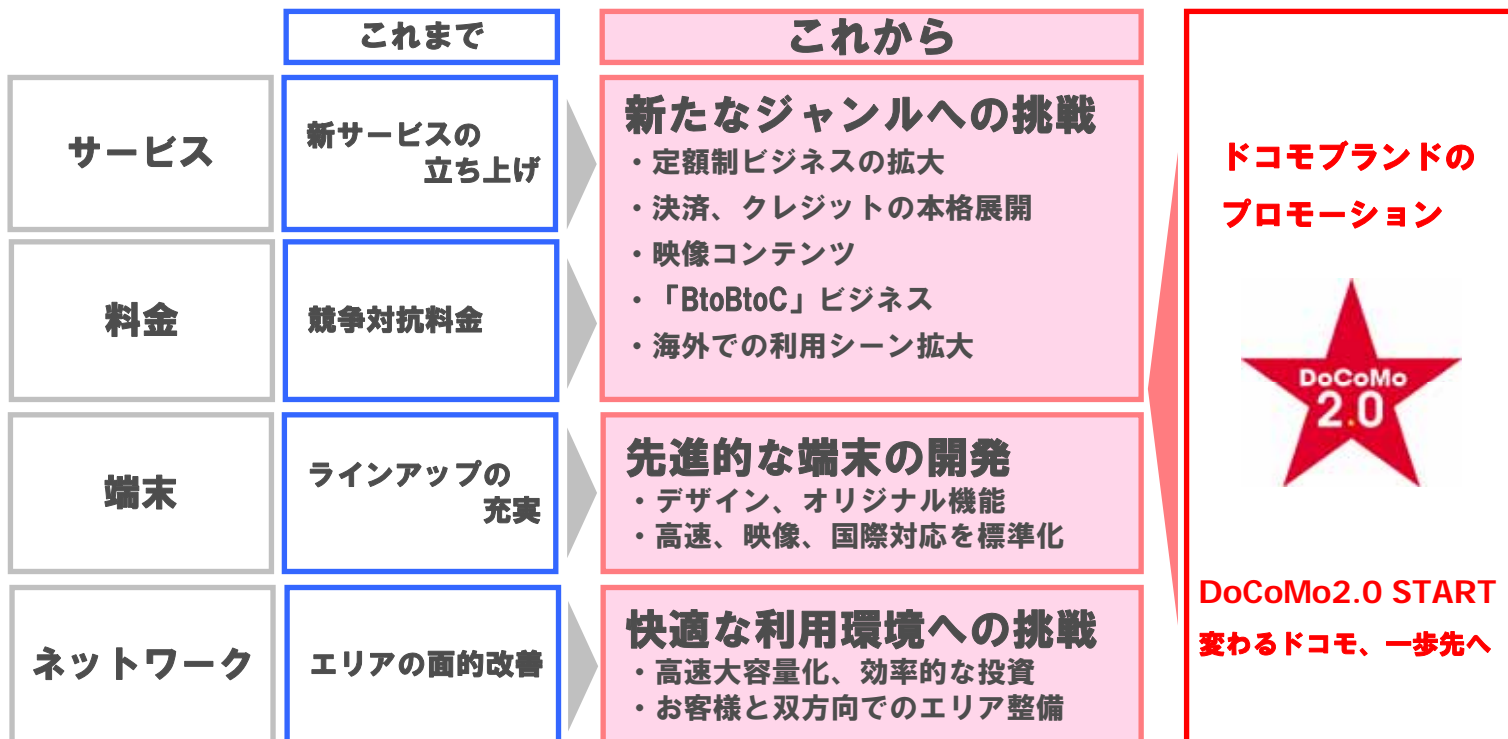 これまで
これから
サービス
新サービスの
立ち上げ
料金
競争対抗料金
新たなジャンルへの挑戦
・定額制ビジネスの拡大
・決済、クレジットの本格展開
・映像コンテンツ
・「BtoBtoC」ビジネス
・海外での利用シーン拡大
端末
ラインアップの
充実
先進的な端末の開発
・デザイン、オリジナル機能
・高速、映像、国際対応を標準化
ネットワーク
エリアの面的改善
快適な利用環境への挑戦
・高速大容量化、効率的な投資
・お客様と双方向でのエリア整備
ドコモブランドの
プロモーション
DoCoMo
2.0
DoCoMo2.0 START
変わるドコモ、一歩先へ